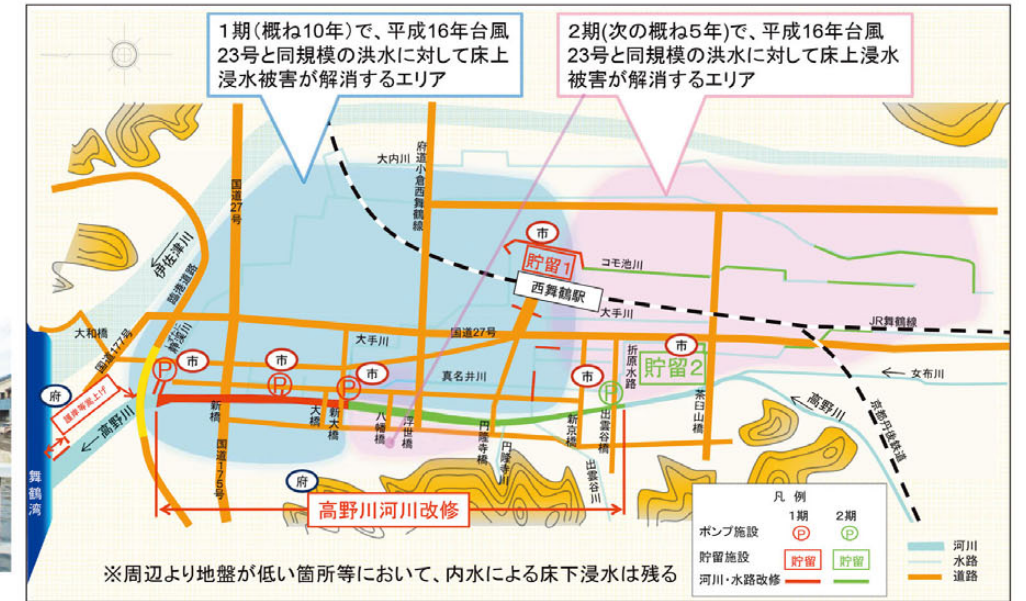 1期(概ね10年)で、平成16年台風
23号と同規模の洪水に対して床上
浸水被害が解消するエリア
2期(次の概ね5年)で、平成16年台風
23号と同規模の洪水に対して床上浸水
被害が解消するエリア
大内川
府道小倉西舞鶴線
国道27号
伊佐津川
臨港道路
市
貯留1
コモ池川
西舞鶴駅
大手川
JR舞鶴線
大和橋
国道177号
静渓川
国道27号
大手川
折原水路
市
貯留2
女布川
P
市
市
P
P
市
真名井川
市
P
府
護岸等嵩上げ
高野川
舞鶴湾
新橋
大橋
新大橋
八幡橋
浮世橋
円隆寺橋
円隆寺川
新京橋
出雲谷橋
出雲谷川
茶臼山橋
高野川
京都丹後鉄道
国道175号
府
高野川河川改修
凡 例
1期 2期
ポンプ施設 P P
貯留施設 貯留 貯留
河川・水路改修
河川
水路
道路
※周辺より地盤が低い箇所等において、内水による床下浸水は残る